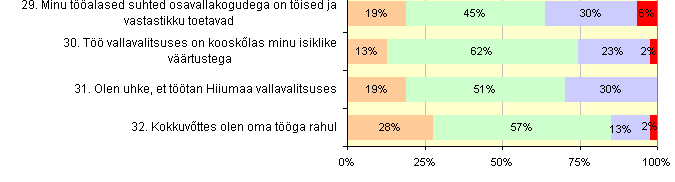 29. Minu tööalased suhted osavallakogudega on tõised ja
vastastikku toetavad
19% 45% 30% 6%
30. Töö vallavalitsuses on kooskõlas minu isiklike
väärtustega
13% 62% 23% 2%
31. Olen uhke, et töötan Hiiumaa vallavalitsuses
19% 51% 30%
32. Kokkuvõttes olen oma tööga rahul
28% 57% 13% 2%
0% 25% 50% 75% 100%